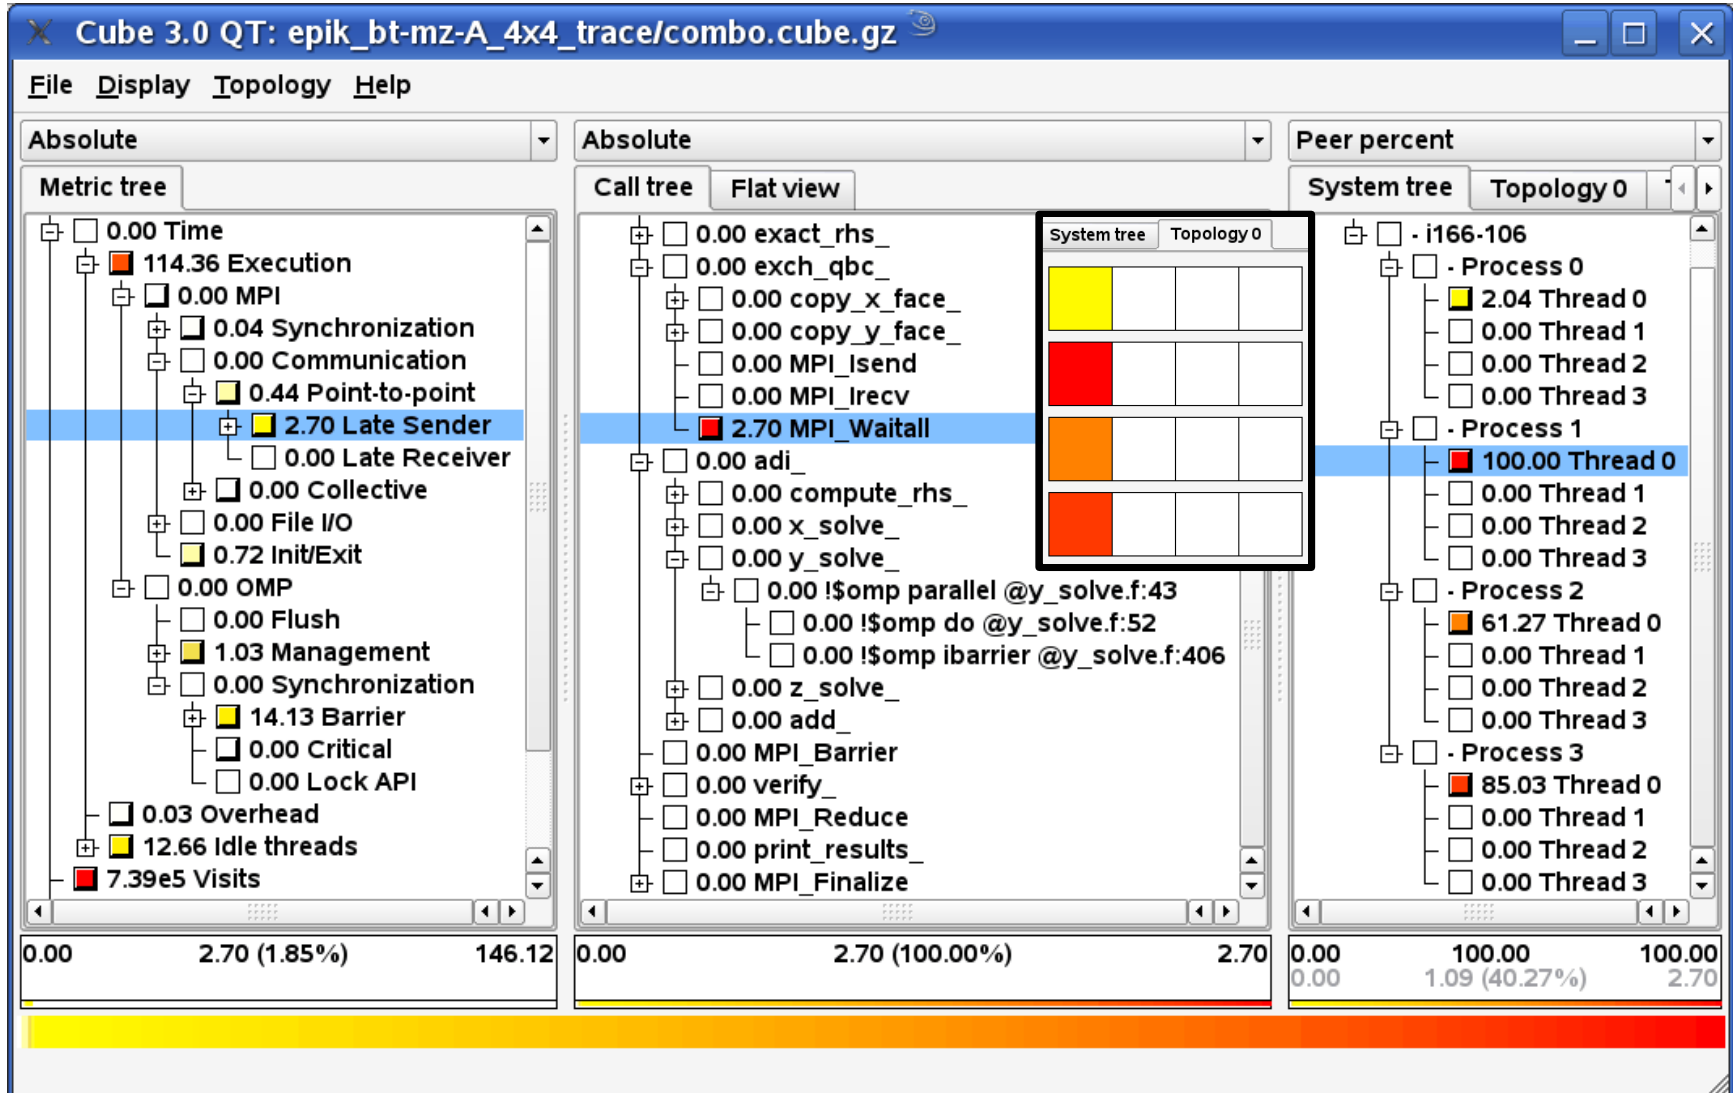 Cube 3.0 QT: epik_bt-mz-A_4x4_trace/combo.cube.gz
File Display Topology Help
Absolute
Metric tree
0.00 Time
114.36 Execution
0.00 MPI
0.04 Synchronization
0.00 Communication
0.44 Point-to-point
2.70 Late Sender
0.00 Late Receiver
0.00 Collective
0.00 File I/O
0.72 Init/Exit
0.00 OMP
0.00 Flush
1.03 Management
0.00 Synchronization
14.13 Barrier
0.00 Critical
0.00 Lock API
0.03 Overhead
12.66 Idle threads
7.39e5 Visits
0.00 2.70 (1.85%) 146.12
Absolute
Call tree Flat view
0.00 exact_rhs_
0.00 exch_qbc_
0.00 copy_x_face_
0.00 copy_y_face_
0.00 MPI_Isend
0.00 MPI_Irecv
2.70 MPI_Waitall
0.00 adi_
0.00 compute_rhs_
0.00 x_solve_
0.00 y_solve_
0.00 !$omp parallel @y_solve.f:43
0.00 !$omp do @y_solve.f:52
0.00 !$omp ibarrier @y_solve.f:406
0.00 z_solve_
0.00 add_
0.00 MPI_Barrier
0.00 verify_
0.00 MPI_Reduce
0.00 print_results_
0.00 MPI_Finalize
0.00 2.70 (100.00%) 2.70
System tree Topology 0
Peer percent
System tree Topology 0
- i166-106
- Process 0
2.04 Thread 0
0.00 Thread 1
0.00 Thread 2
0.00 Thread 3
- Process 1
100.00 Thread 0
0.00 Thread 1
0.00 Thread 2
0.00 Thread 3
- Process 2
61.27 Thread 0
0.00 Thread 1
0.00 Thread 2
0.00 Thread 3
- Process 3
85.03 Thread 0
0.00 Thread 1
0.00 Thread 2
0.00 Thread 3
0.00 100.00 100.00
0.00 1.09 (40.27%) 2.70